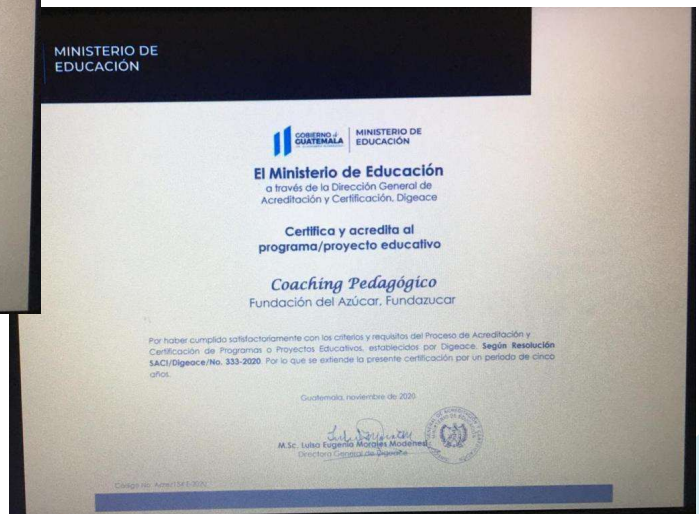 MINISTERIO DE
EDUCACIÓN
GOBIERNO de
GUATEMALA
MINISTERIO DE
EDUCACIÓN
El Ministerio de Educación
a través de la Dirección General de
Acreditación y Certificación, Digeace
Certifica y acredita al
programa/proyecto educativo
Coaching Pedagógico
Fundación del Azúcar, Fundazucar
Por haber cumplido satisfactoriamente con los criterios y requisitos del Proceso de Acreditación y
Certificación de Programas o Proyectos Educativos, establecidos por Digeace. Según Resolución
SACI/Digeace/No. 333-2020. Por lo que se extiende la presente certificación por un período de cinco
años.
Guatemala, noviembre de 2020
M.Sc. Luisa Eugenia Morales Modenesi
Directora General de Digeace
Código no.